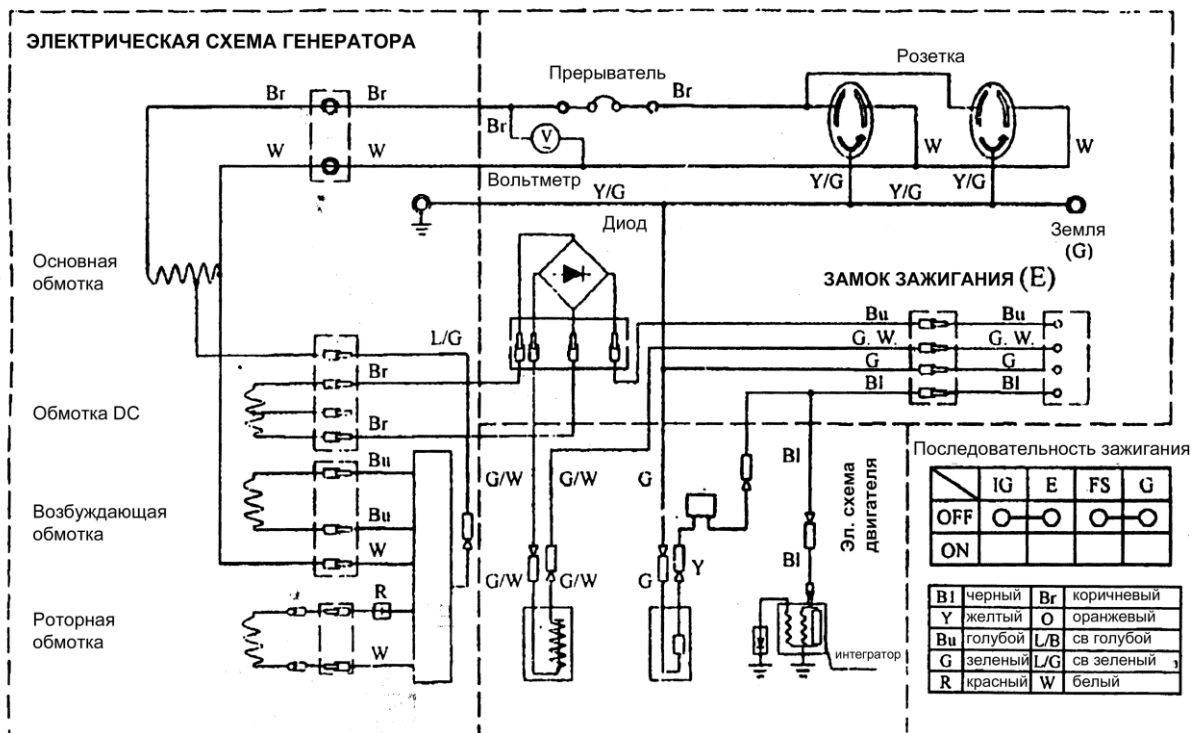 ЭЛЕКТРИЧЕСКАЯ СХЕМА ГЕНЕРАТОРА
Прерыватель
Розетка
Br
Br
Br
Br
V
W
W
W
W
Вольтметр
Y/G
Y/G
Y/G
Y/G
Диод
Земля
(G)
Основная
обмотка
ЗАМОК ЗАЖИГАНИЯ (E)
L/G
Bu
Bu
G. W.
G. W.
Br
G
G
Bl
Bl
Обмотка DC
Br
Bu
G/W
G/W
G
Bl
Эл. схема
двигателя
Последовательность зажигания
IG
E
FS
G
OFF
ON
Возбуждающая
обмотка
Bu
W
G/W
G/W
G
Y
Bl
R
Роторная
обмотка
W
интегратор
Bl черный Br коричневый
Y желтый O оранжевый
Bu голубой L/B св голубой
G зеленый L/G св зеленый
R красный W белый